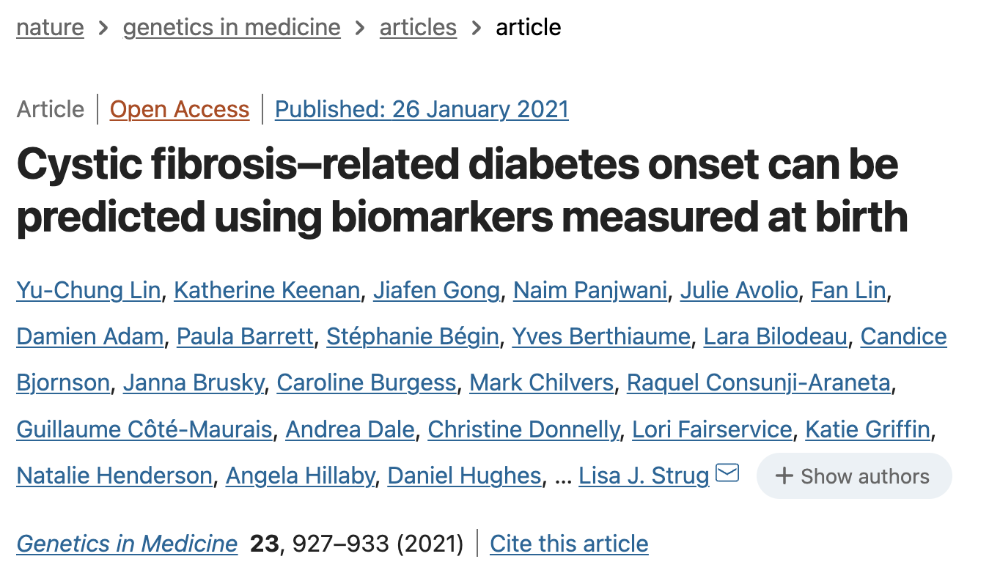 nature > genetics in medicine > articles > article
Article | Open Access | Published: 26 January 2021
Cystic fibrosis–related diabetes onset can be
predicted using biomarkers measured at birth
Yu-Chung Lin, Katherine Keenan, Jiafen Gong, Naim Panjwani, Julie Avolio, Fan Lin,
Damien Adam, Paula Barrett, Stéphanie Bégin, Yves Berthiaume, Lara Bilodeau, Candice
Bjornson, Janna Brusky, Caroline Burgess, Mark Chilvers, Raquel Consunji-Araneta,
Guillaume Côté-Maurais, Andrea Dale, Christine Donnelly, Lori Fairservice, Katie Griffin,
Natalie Henderson, Angela Hillaby, Daniel Hughes, ... Lisa J. Strug + Show authors
Genetics in Medicine 23, 927–933 (2021) | Cite this article